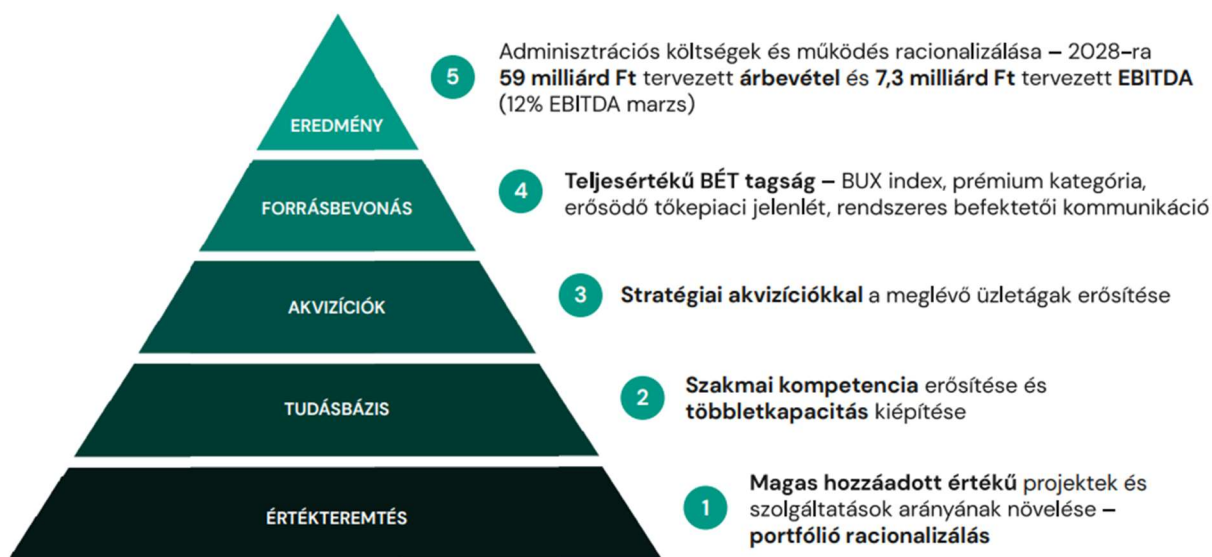 5
Adminisztrációs költségek és működés racionalizálása – 2028-ra
59 milliárd Ft tervezett árbevétel és 7,3 milliárd Ft tervezett EBITDA
(12% EBITDA marzs)
EREDMÉNY
4
Teljesértékű BÉT tagság – BUX index, prémium kategória,
erősödő tőkepiaci jelenlét, rendszeres befektetői kommunikáció
FORRÁSBEVONÁS
3
Stratégiai akvizíciókkal a meglévő üzletágak erősítése
AKVIZÍCIÓK
2
Szakmai kompetencia erősítése és
többletkapacitás kiépítése
TUDÁSBÁZIS
1
Magas hozzáadott értékű projektek és
szolgáltatások arányának növelése –
portfólió racionalizálás
ÉRTÉKTEREMTÉS